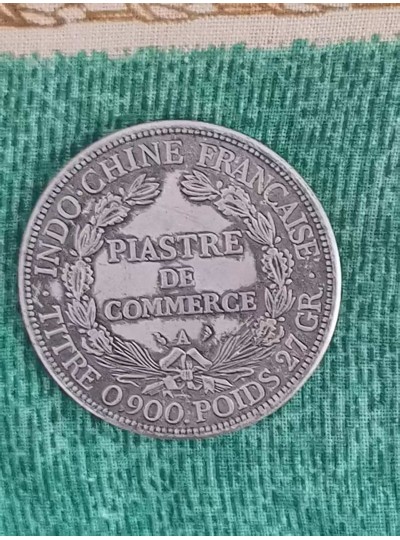 INDO-CHINE FRANÇAISE
PIASTRE
DE
COMMERCE
A
TITRE 0.900. POIDS 27 GR.